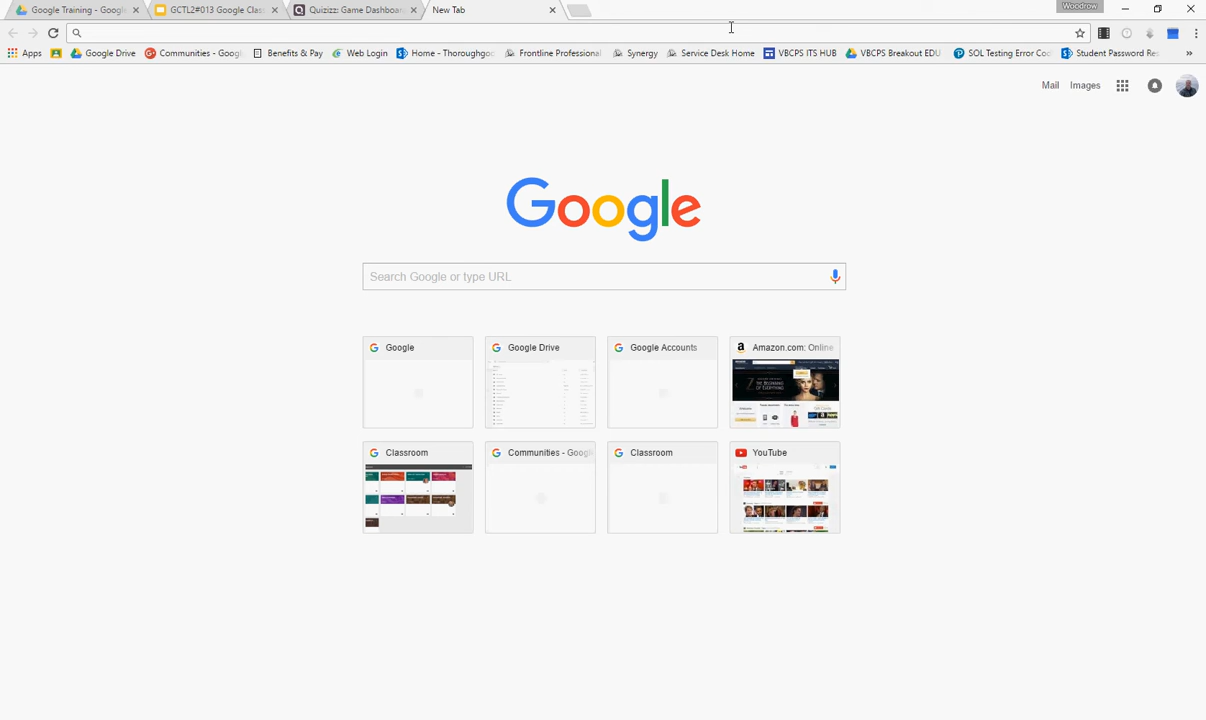 Google Training - Google
GCTL2#013 Google Clas
Quizizz: Game Dashboar
New Tab
Woodrow
Apps
Google Drive
Communities - Googl
Benefits & Pay
Web Login
Home - Thoroughgoo
Frontline Professional
Synergy
Service Desk Home
VBCPS ITS HUB
VBCPS Breakout EDU
SOL Testing Error Cod
Student Password Res
Mail
Images
Google
Search Google or type URL
Google
Google Drive
Google Accounts
Amazon.com: Online
Classroom
Communities - Googl
Classroom
YouTube